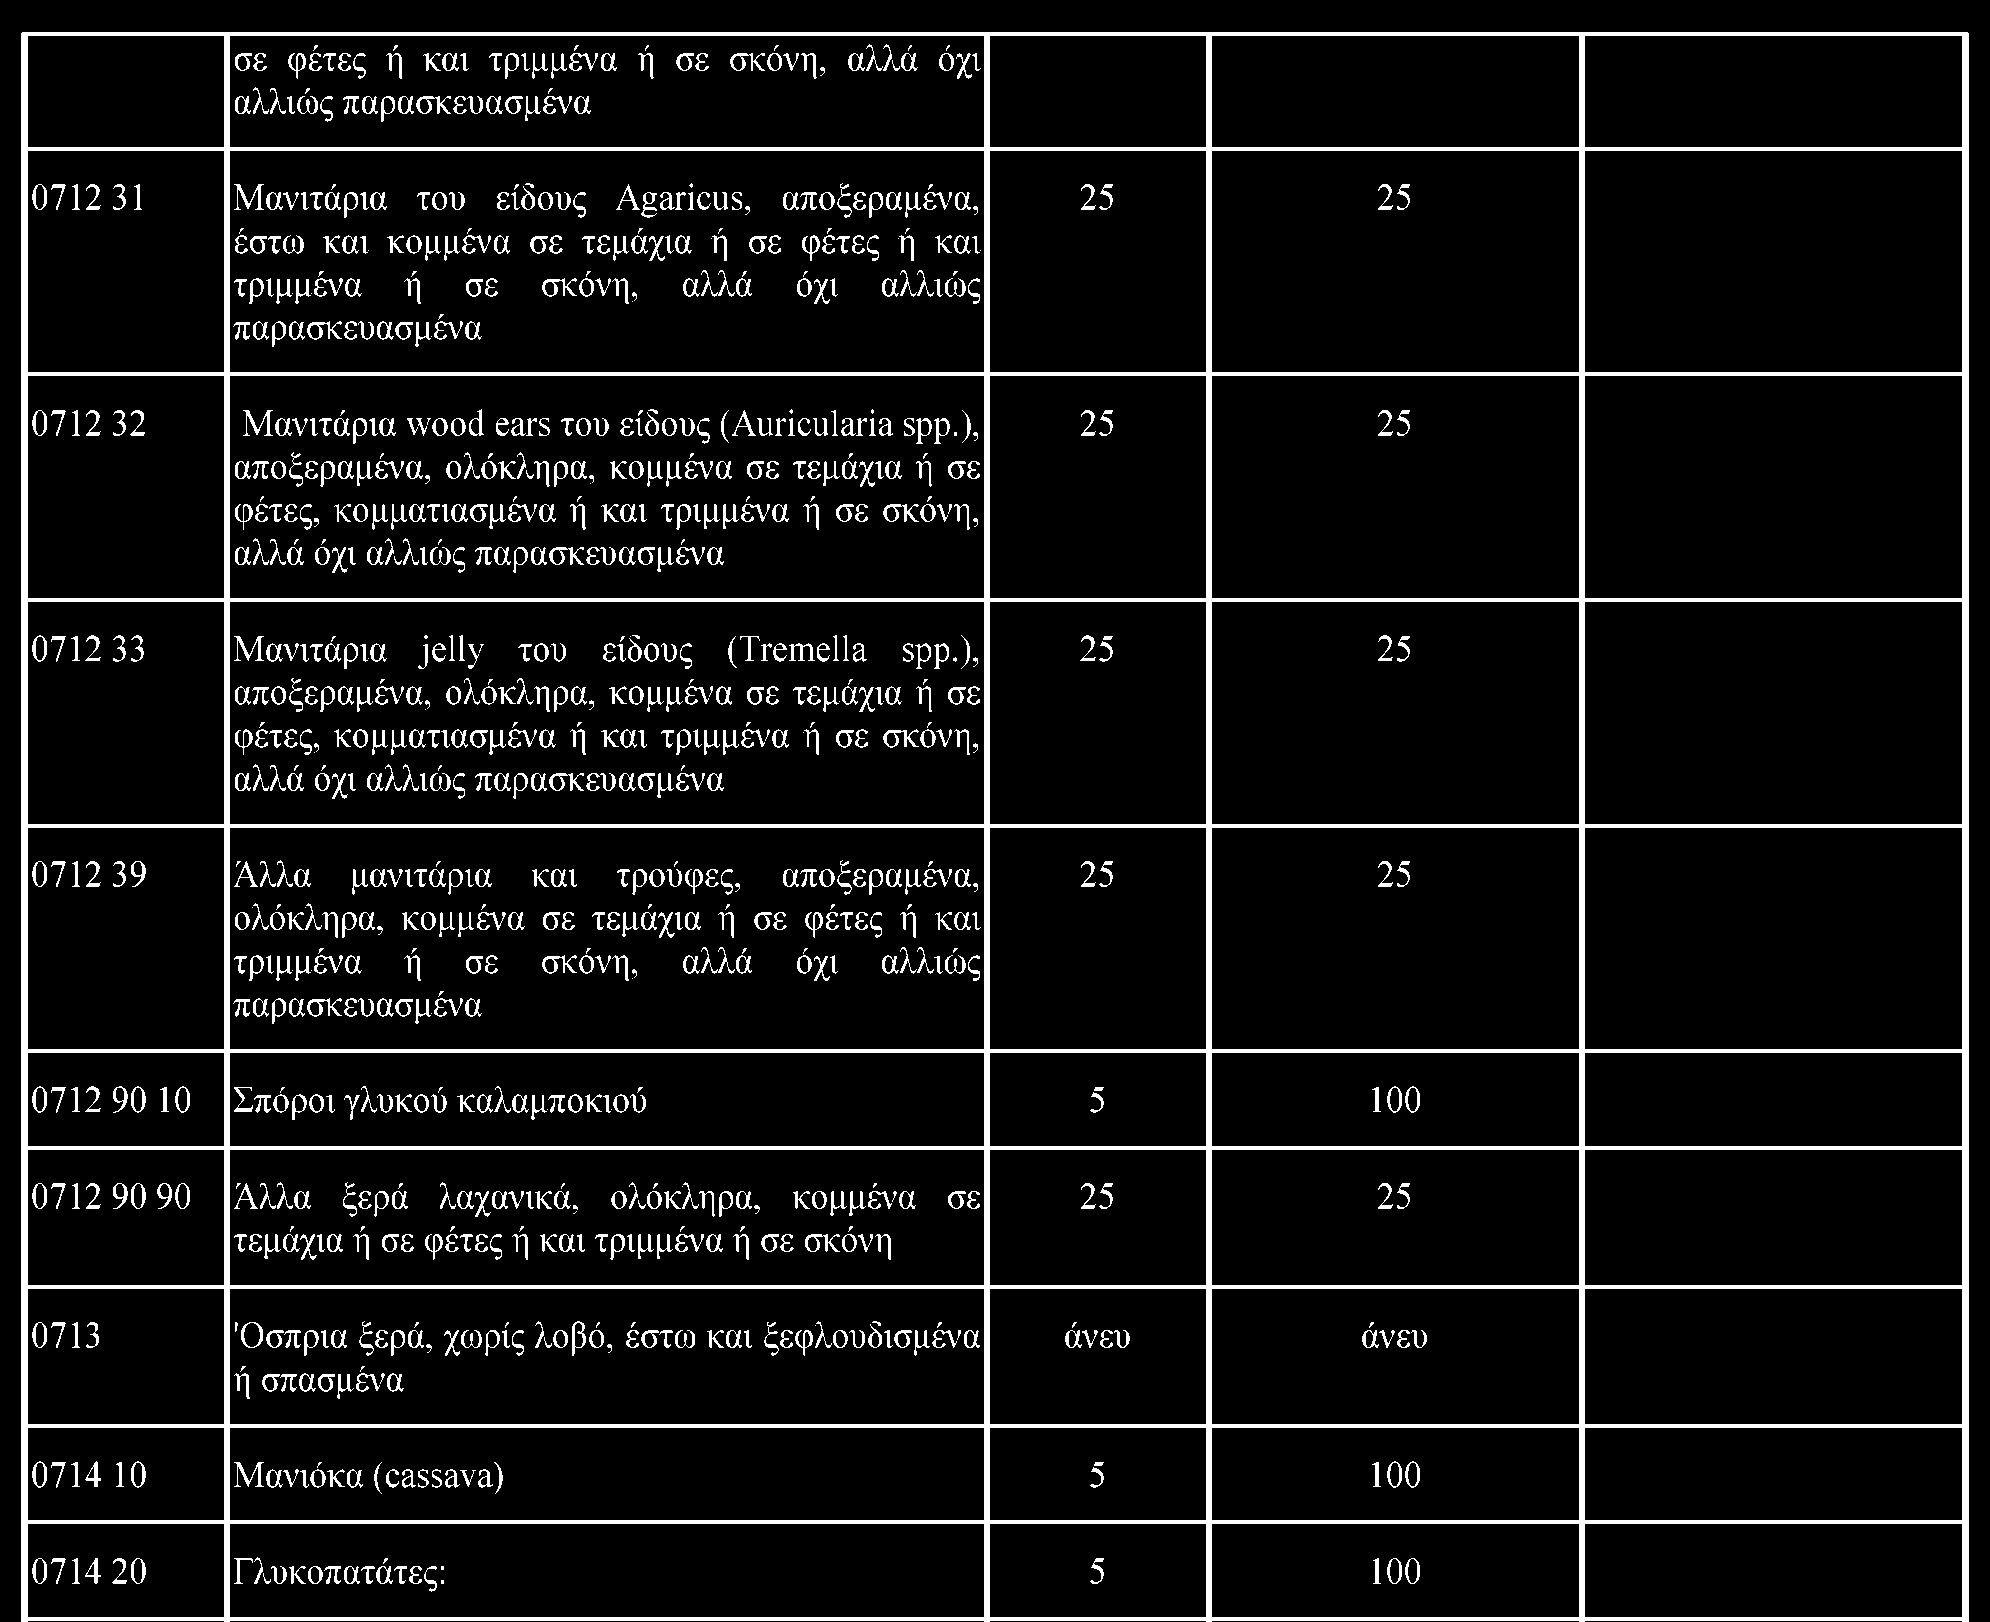 σε φέτες ή και τριμμένα ή σε σκόνη, αλλά όχι
αλλιώς παρασκευασμένα
0712 31 Μανιτάρια του είδους Agaricus, αποξεραμένα, 25 25
έστω και κομμένα σε τεμάχια ή σε φέτες ή και
τριμμένα ή σε σκόνη, αλλά όχι αλλιώς
παρασκευασμένα
0712 32 Μανιτάρια wood ears του είδους (Auricularia spp.), 25 25
αποξεραμένα, ολόκληρα, κομμένα σε τεμάχια ή σε
φέτες, κομματιασμένα ή και τριμμένα ή σε σκόνη,
αλλά όχι αλλιώς παρασκευασμένα
0712 33 Μανιτάρια jelly του είδους (Tremella spp.), 25 25
αποξεραμένα, ολόκληρα, κομμένα σε τεμάχια ή σε
φέτες, κομματιασμένα ή και τριμμένα ή σε σκόνη,
αλλά όχι αλλιώς παρασκευασμένα
0712 39 Άλλα μανιτάρια και τρούφες, αποξεραμένα, 25 25
ολόκληρα, κομμένα σε τεμάχια ή σε φέτες ή και
τριμμένα ή σε σκόνη, αλλά όχι αλλιώς
παρασκευασμένα
0712 90 10 Σπόροι γλυκού καλαμποκιού 5 100
0712 90 90 Άλλα ξερά λαχανικά, ολόκληρα, κομμένα σε 25 25
τεμάχια ή σε φέτες ή και τριμμένα ή σε σκόνη
0713 'Οσπρια ξερά, χωρίς λοβό, έστω και ξεφλουδισμένα άνευ άνευ
ή σπασμένα
0714 10 Μανιόκα (cassava) 5 100
0714 20 Γλυκοπατάτες: 5 100